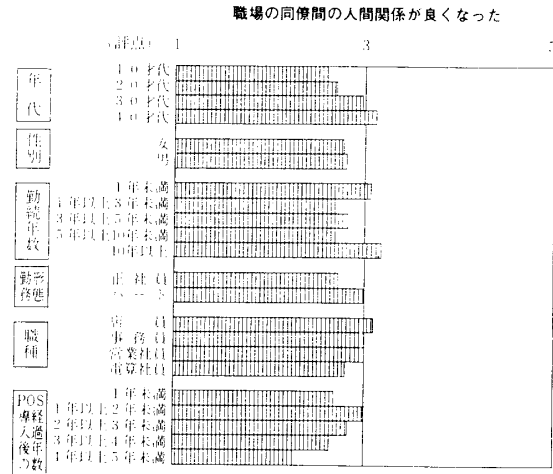 職場の同僚間の人間関係が良くなった
(評点) 1 3
年代
10才代
20才代
30才代
40才代
性別
女
男
勤続年数
1年未満
1年以上3年未満
3年以上5年未満
5年以上10年未満
10年以上
勤務形態
正社員
パート
職種
店員
事務員
営業社員
電算社員
POS導入後の経過年数
1年未満
1年以上2年未満
2年以上3年未満
3年以上4年未満
4年以上5年未満